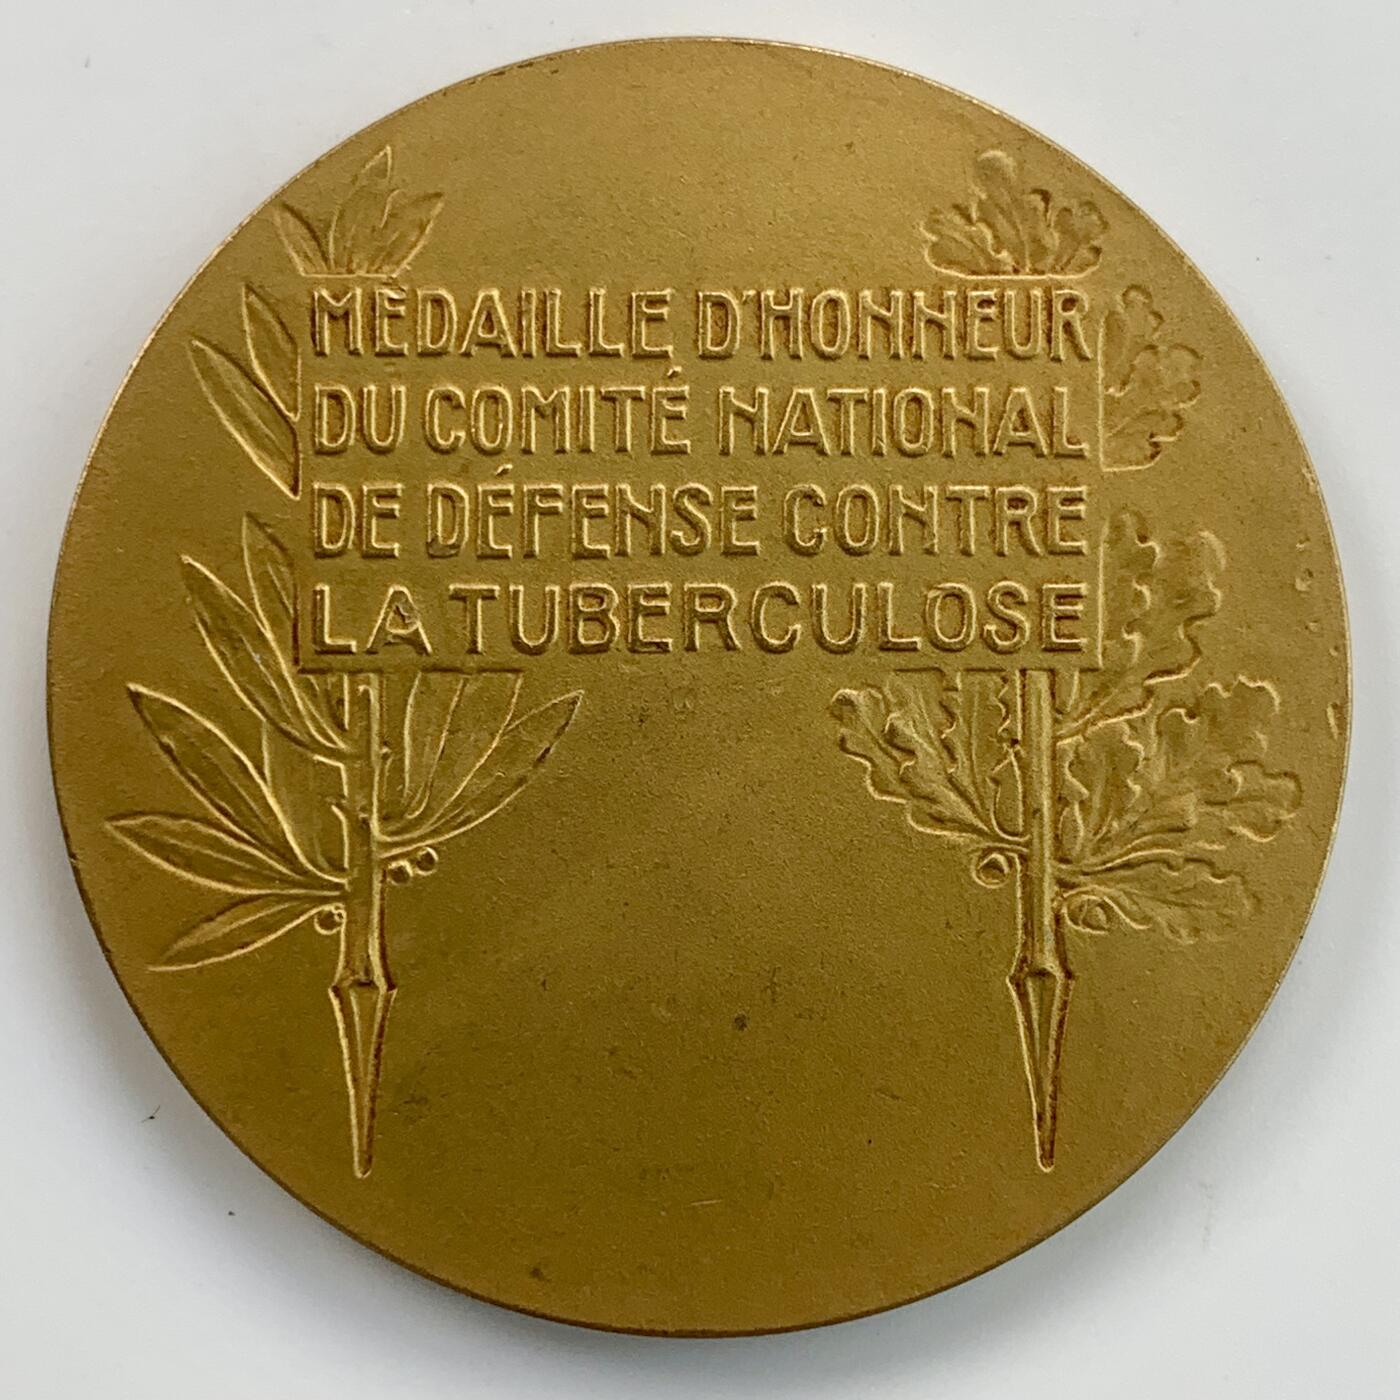 MÉDAILLE D'HONNEUR
DU COMITÉ NATIONAL
DE DÉFENSE CONTRE
LA TUBERCULOSE